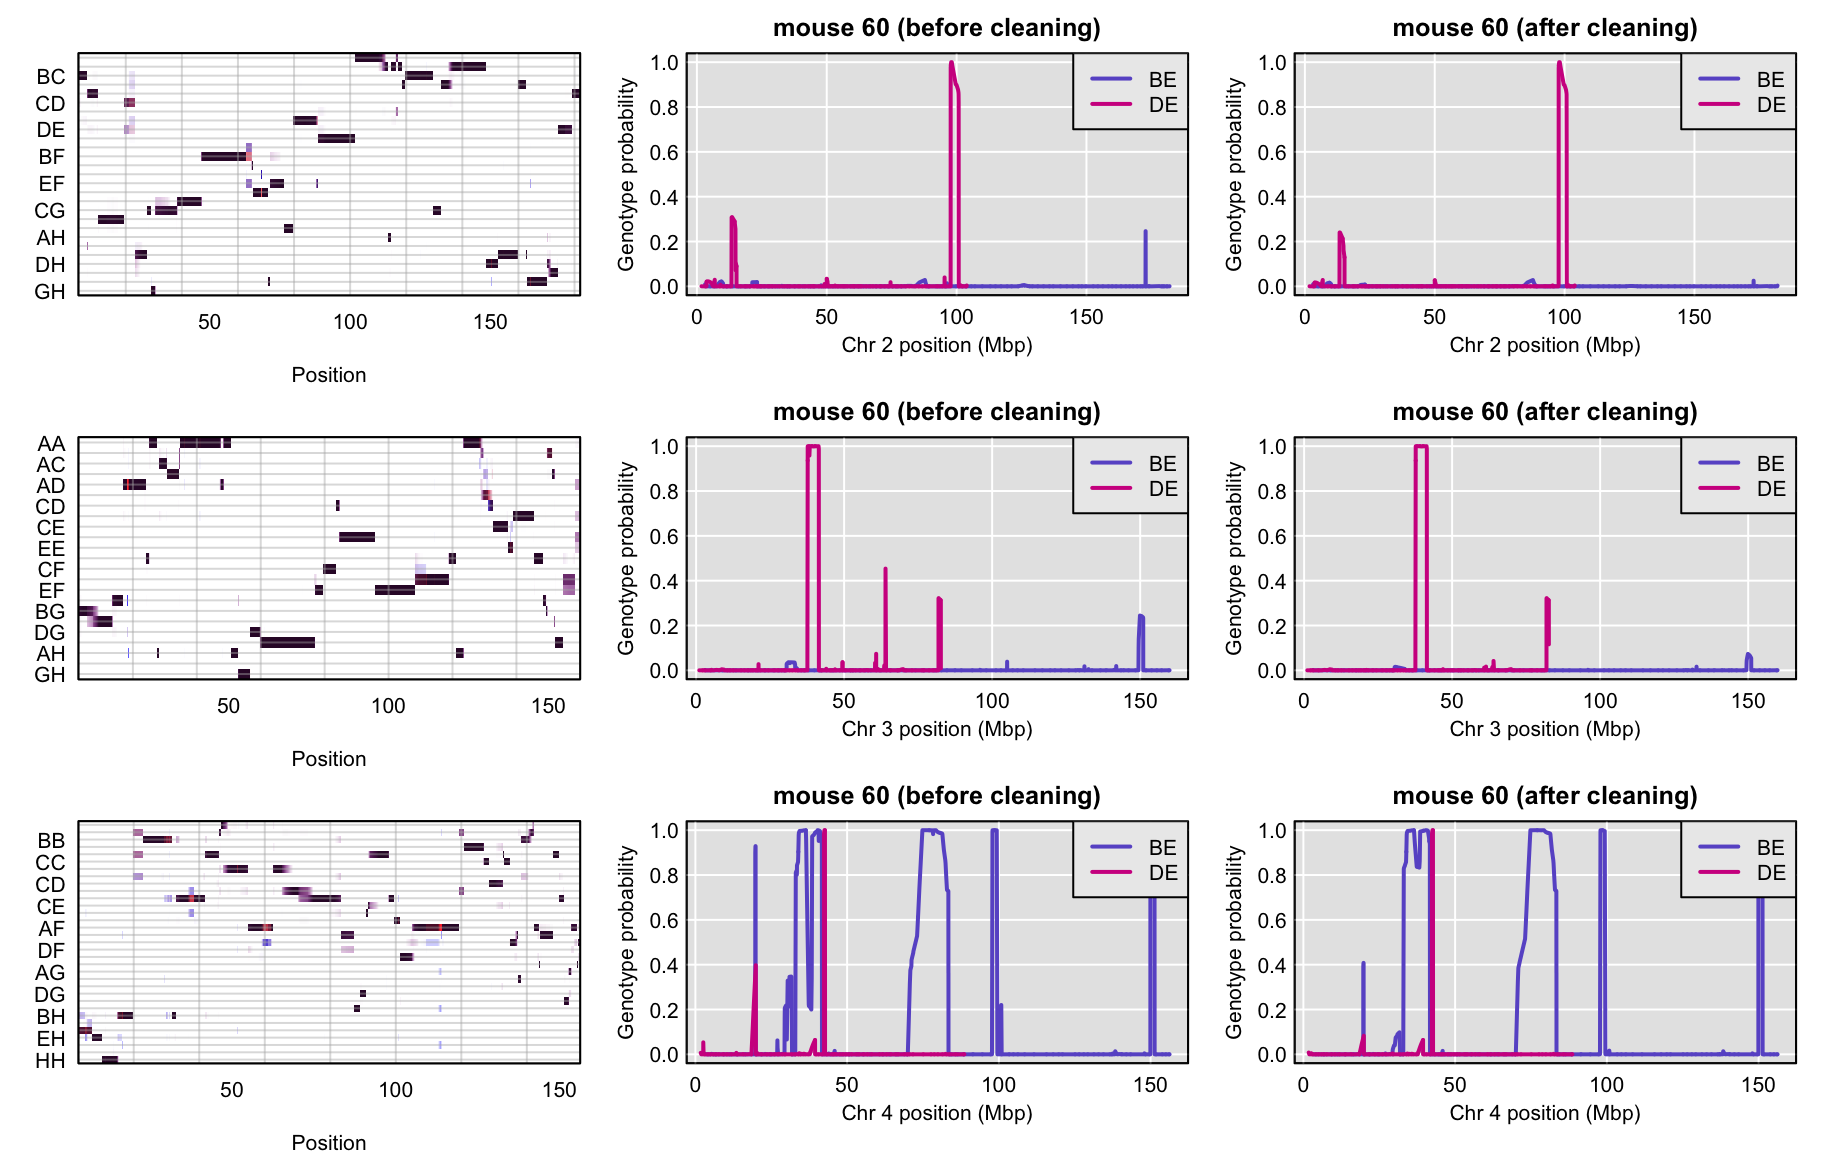 BC
CD
DE
BF
EF
CG
AH
DH
GH
50 100 150
Position
mouse 60 (before cleaning)
Genotype probability
1.0
0.8
0.6
0.4
0.2
0.0
BE
DE
0 50 100 150
Chr 2 position (Mbp)
mouse 60 (after cleaning)
Genotype probability
1.0
0.8
0.6
0.4
0.2
0.0
BE
DE
0 50 100 150
Chr 2 position (Mbp)
AA
AC
AD
CD
CE
EE
CF
EF
BG
DG
AH
GH
50 100 150
Position
mouse 60 (before cleaning)
Genotype probability
1.0
0.8
0.6
0.4
0.2
0.0
BE
DE
0 50 100 150
Chr 3 position (Mbp)
mouse 60 (after cleaning)
Genotype probability
1.0
0.8
0.6
0.4
0.2
0.0
BE
DE
0 50 100 150
Chr 3 position (Mbp)
BB
CC
CD
CE
AF
DF
AG
DG
BH
EH
HH
50 100 150
Position
mouse 60 (before cleaning)
Genotype probability
1.0
0.8
0.6
0.4
0.2
0.0
BE
DE
0 50 100 150
Chr 4 position (Mbp)
mouse 60 (after cleaning)
Genotype probability
1.0
0.8
0.6
0.4
0.2
0.0
BE
DE
0 50 100 150
Chr 4 position (Mbp)